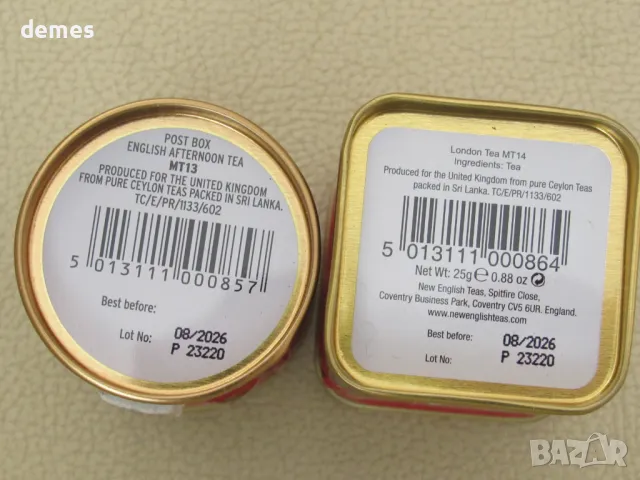 demes
POST BOX
ENGLISH AFTERNOON TEA
MT13
PRODUCED FOR THE UNITED KINGDOM
FROM PURE CEYLON TEAS PACKED IN SRI LANKA.
TC/E/PR/1133/602
5 013111 000857
Best before:
08/2026
Lot No:
P 23220
London Tea MT14
Ingredients: Tea
Produced for the United Kingdom from pure Ceylon Teas
packed in Sri Lanka. TC/E/PR/1133/602
5 013111 000864
Net Wt: 25g℮ 0.88 oz
New English Teas, Spitfire Close,
Coventry Business Park, Coventry CV5 6UR. England.
www.newenglishteas.com
Best before: 08/2026
Lot No: P 23220
BAZAR
bg